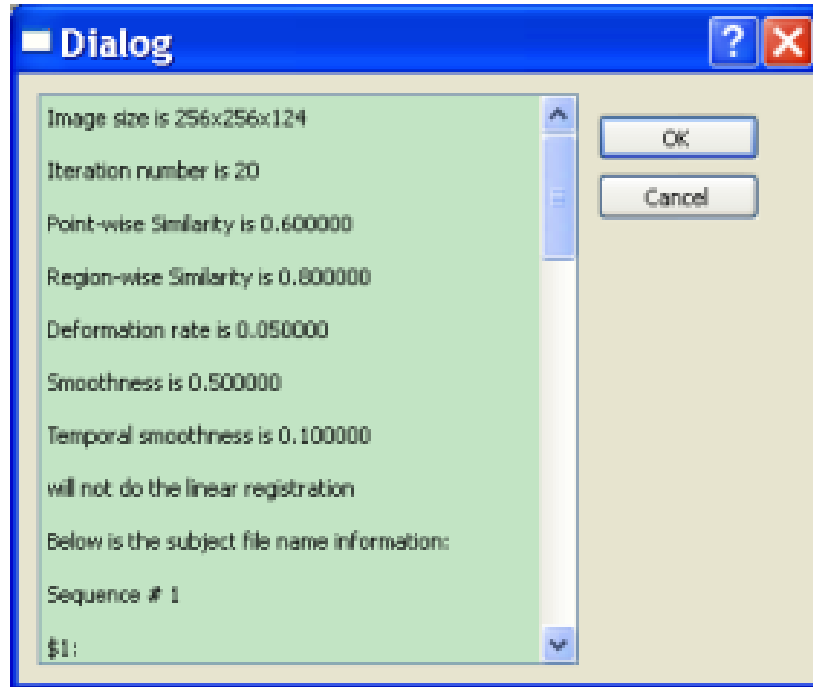 Dialog
Image size is 256x256x124
Iteration number is 20
Point-wise Similarity is 0.600000
Region-wise Similarity is 0.800000
Deformation rate is 0.050000
Smoothness is 0.500000
Temporal smoothness is 0.100000
will not do the linear registration
Below is the subject file name information:
Sequence # 1
$1:
OK
Cancel